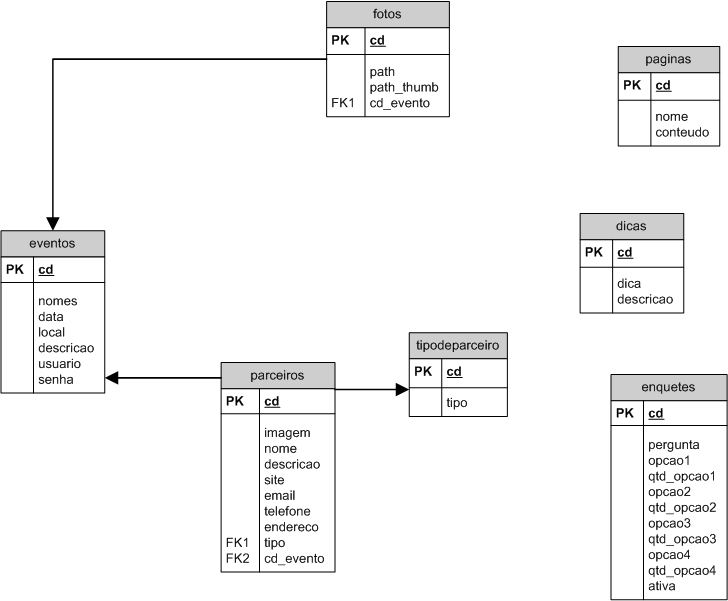 fotos
PK cd
path
path_thumb
FK1 cd_evento
paginas
PK cd
nome
conteudo
eventos
PK cd
nomes
data
local
descricao
usuario
senha
dicas
PK cd
dica
descricao
parceiros
PK cd
imagem
nome
descricao
site
email
telefone
endereco
FK1 tipo
FK2 cd_evento
tipodeparceiro
PK cd
tipo
enquetes
PK cd
pergunta
opcao1
qtd_opcao1
opcao2
qtd_opcao2
opcao3
qtd_opcao3
opcao4
qtd_opcao4
ativa